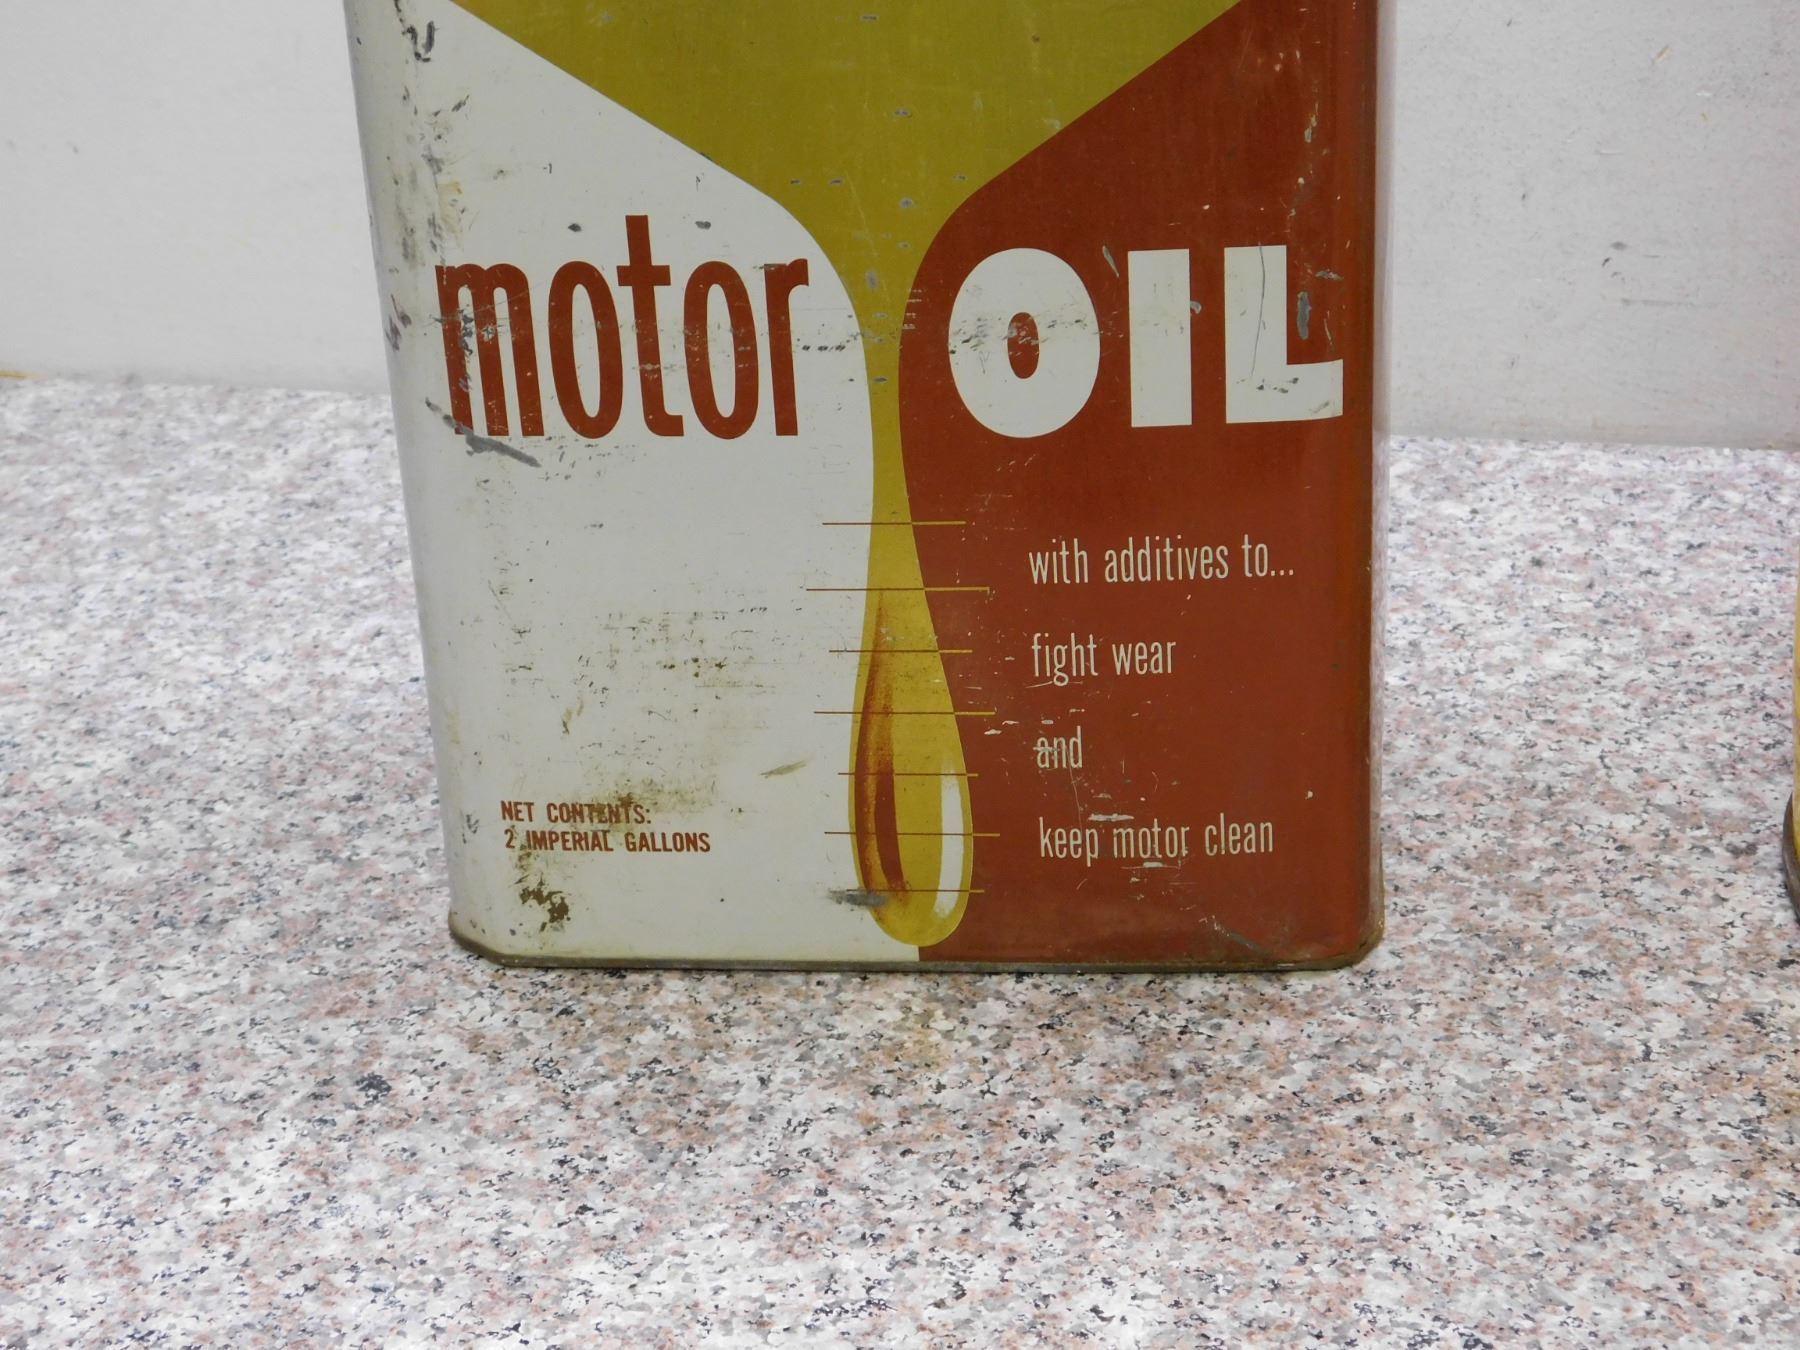 motor OIL
with additives to...
fight wear
and
keep motor clean
NET CONTENTS:
2 IMPERIAL GALLONS